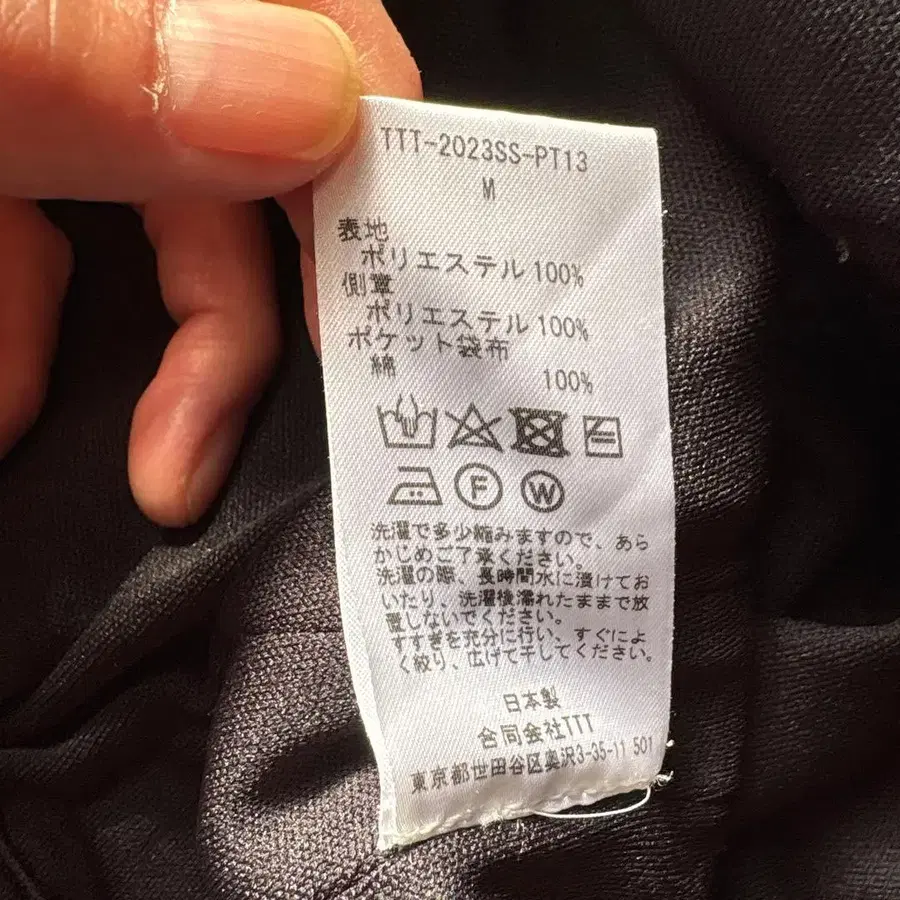 TTT-2023SS-PT13
M
表地
ポリエステル 100%
側章
ポリエステル 100%
ポケット袋布
綿 100%
F W
洗濯で多少縮みますので、あら
かじめご了承ください。
洗濯の際、長時間水に漬けてお
いたり、洗濯後濡れたままで放
置しないでください。
すすぎを充分に行い、すぐによ
く絞り、広げて干してください。
日本製
合同会社TTT
東京都世田谷区奥沢3-35-11 501